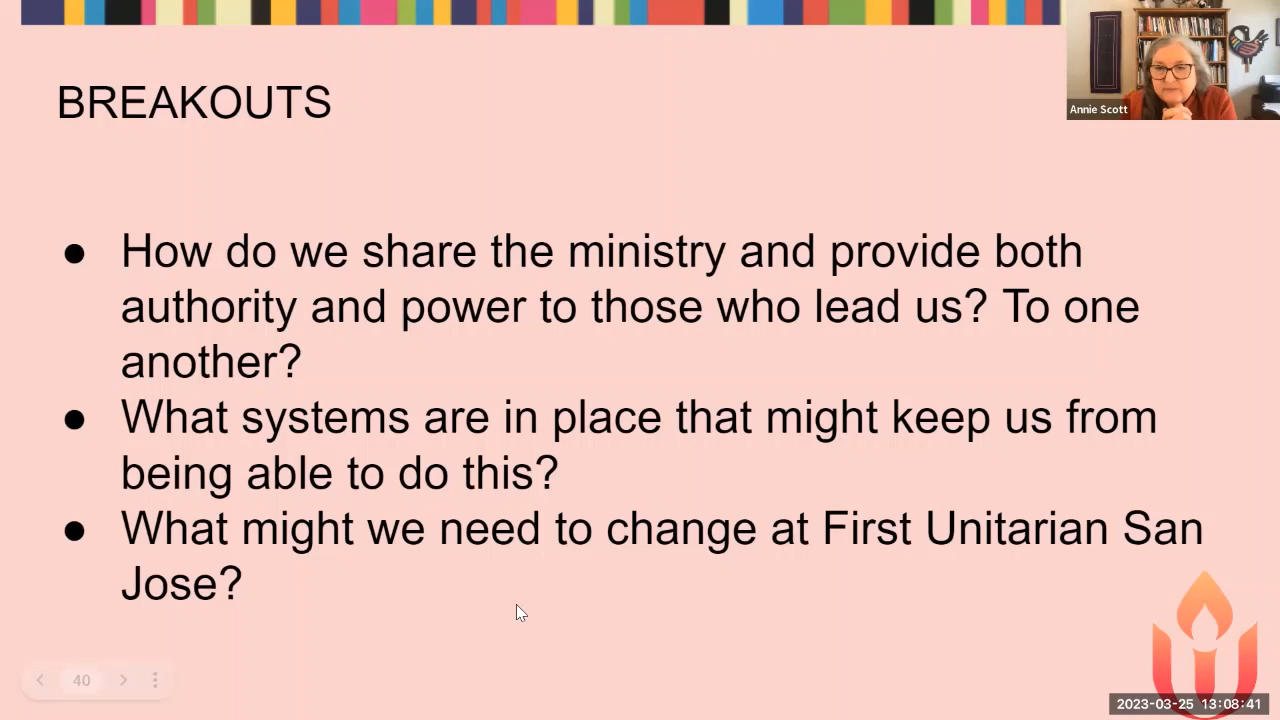 BREAKOUTS
Annie Scott
● How do we share the ministry and provide both
authority and power to those who lead us? To one
another?
● What systems are in place that might keep us from
being able to do this?
● What might we need to change at First Unitarian San
Jose?
40
2023-03-25 13:08:41